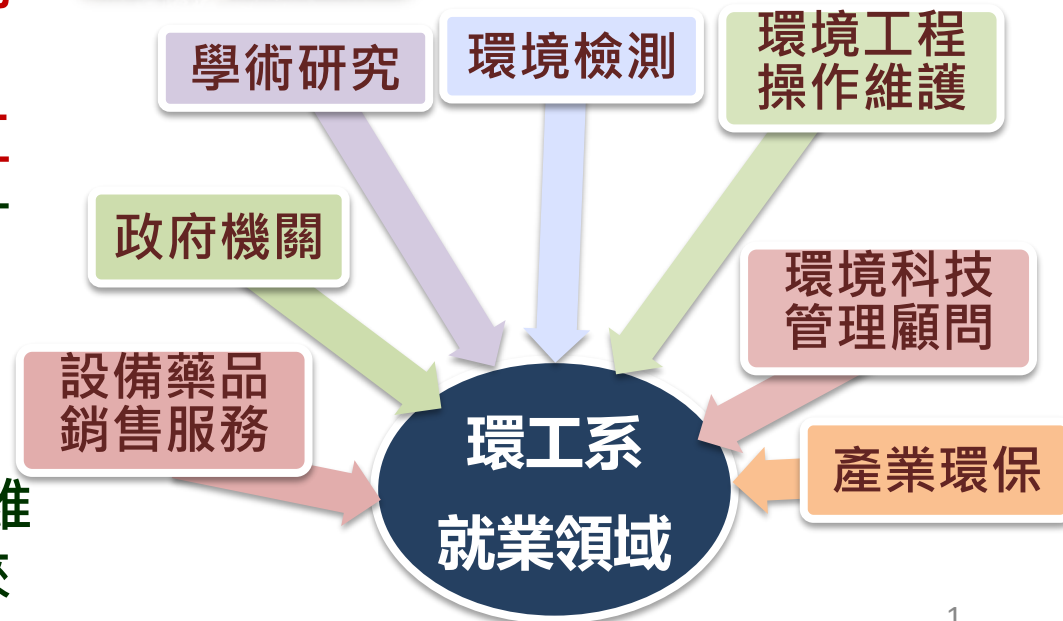 學術研究
環境檢測
環境工程
操作維護
政府機關
環境科技
管理顧問
設備藥品
銷售服務
產業環保
環工系
就業領域
1